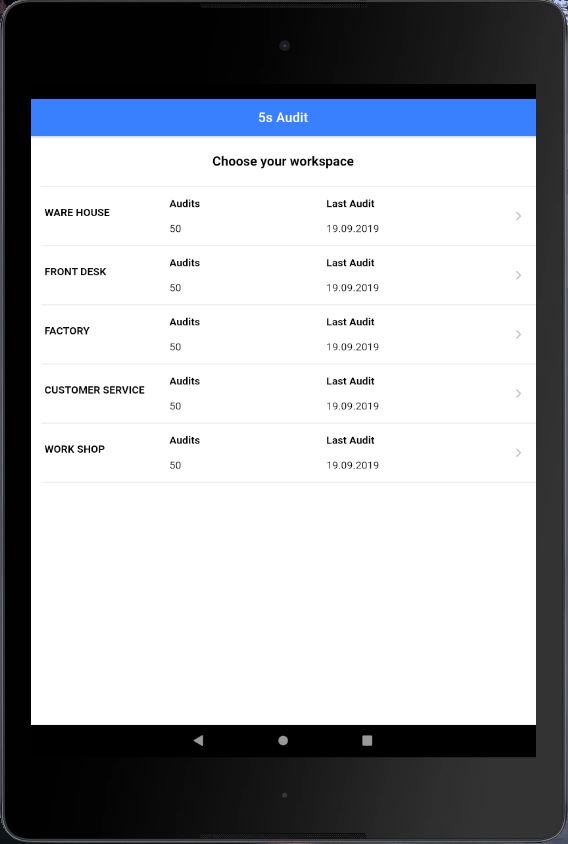 5s Audit
Choose your workspace
WARE HOUSE
Audits
50
Last Audit
19.09.2019
FRONT DESK
Audits
50
Last Audit
19.09.2019
FACTORY
Audits
50
Last Audit
19.09.2019
CUSTOMER SERVICE
Audits
50
Last Audit
19.09.2019
WORK SHOP
Audits
50
Last Audit
19.09.2019